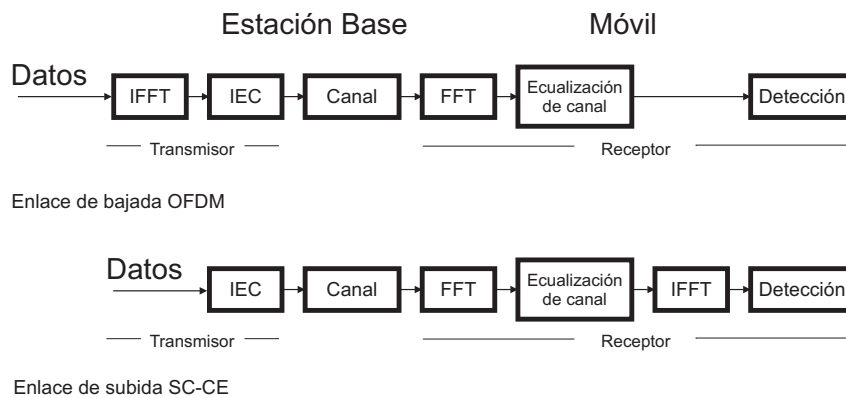 Estación Base Móvil
Datos
IFFT IEC Canal FFT Ecualización de canal Detección
Transmisor Receptor
Enlace de bajada OFDM
Datos
IEC Canal FFT Ecualización de canal IFFT Detección
Transmisor Receptor
Enlace de subida SC-CE